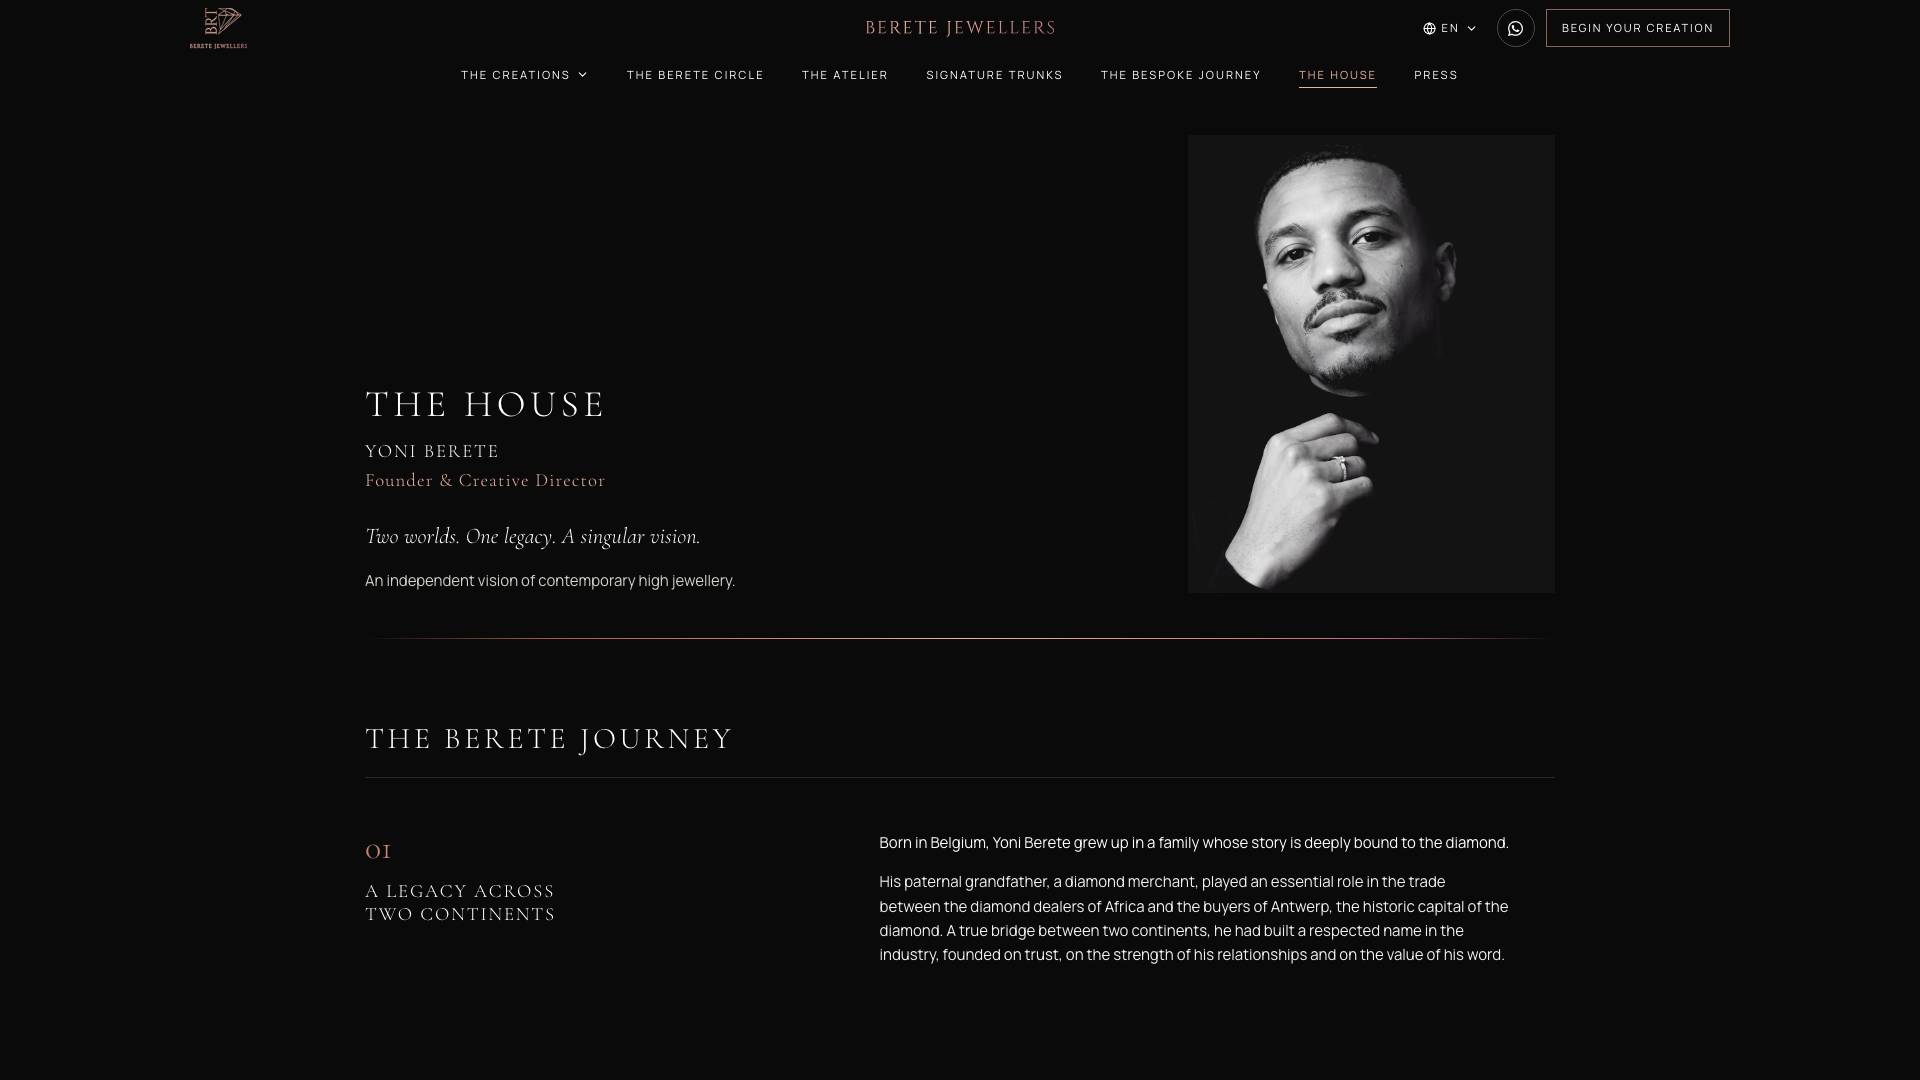 BRT
BERETE JEWELLERS
BERETE JEWELLERS
EN
BEGIN YOUR CREATION
THE CREATIONS
THE BERETE CIRCLE
THE ATELIER
SIGNATURE TRUNKS
THE BESPOKE JOURNEY
THE HOUSE
PRESS
THE HOUSE
YONI BERETE
Founder & Creative Director
Two worlds. One legacy. A singular vision.
An independent vision of contemporary high jewellery.
THE BERETE JOURNEY
01
A LEGACY ACROSS
TWO CONTINENTS
Born in Belgium, Yoni Berete grew up in a family whose story is deeply bound to the diamond.
His paternal grandfather, a diamond merchant, played an essential role in the trade
between the diamond dealers of Africa and the buyers of Antwerp, the historic capital of the
diamond. A true bridge between two continents, he had built a respected name in the
industry, founded on trust, on the strength of his relationships and on the value of his word.